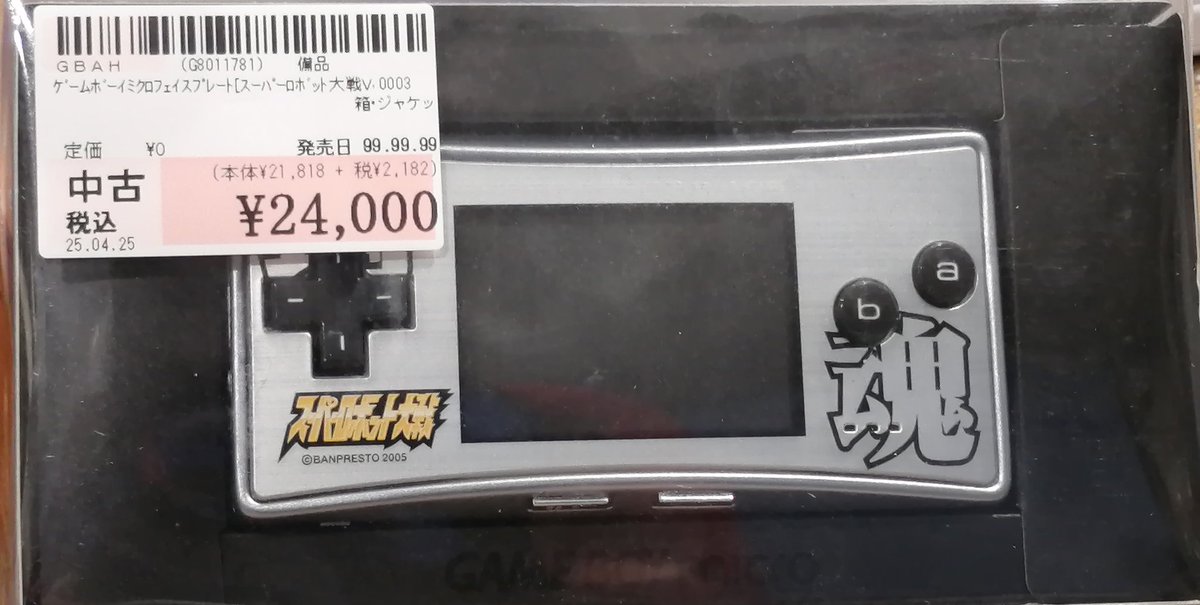 GBAH (G8011781) 備品
ゲームボーイミクロフェイスプレート[スーパーロボット大戦V.0003
箱・ジャケッ
定価 ¥0 発売日 99.99.99
(本体¥21,818 + 税¥2,182)
中古
税込
¥24,000
25.04.25
a
b
魂
スーパーロボット大戦
©BANPRESTO 2005
GAME BOY micro